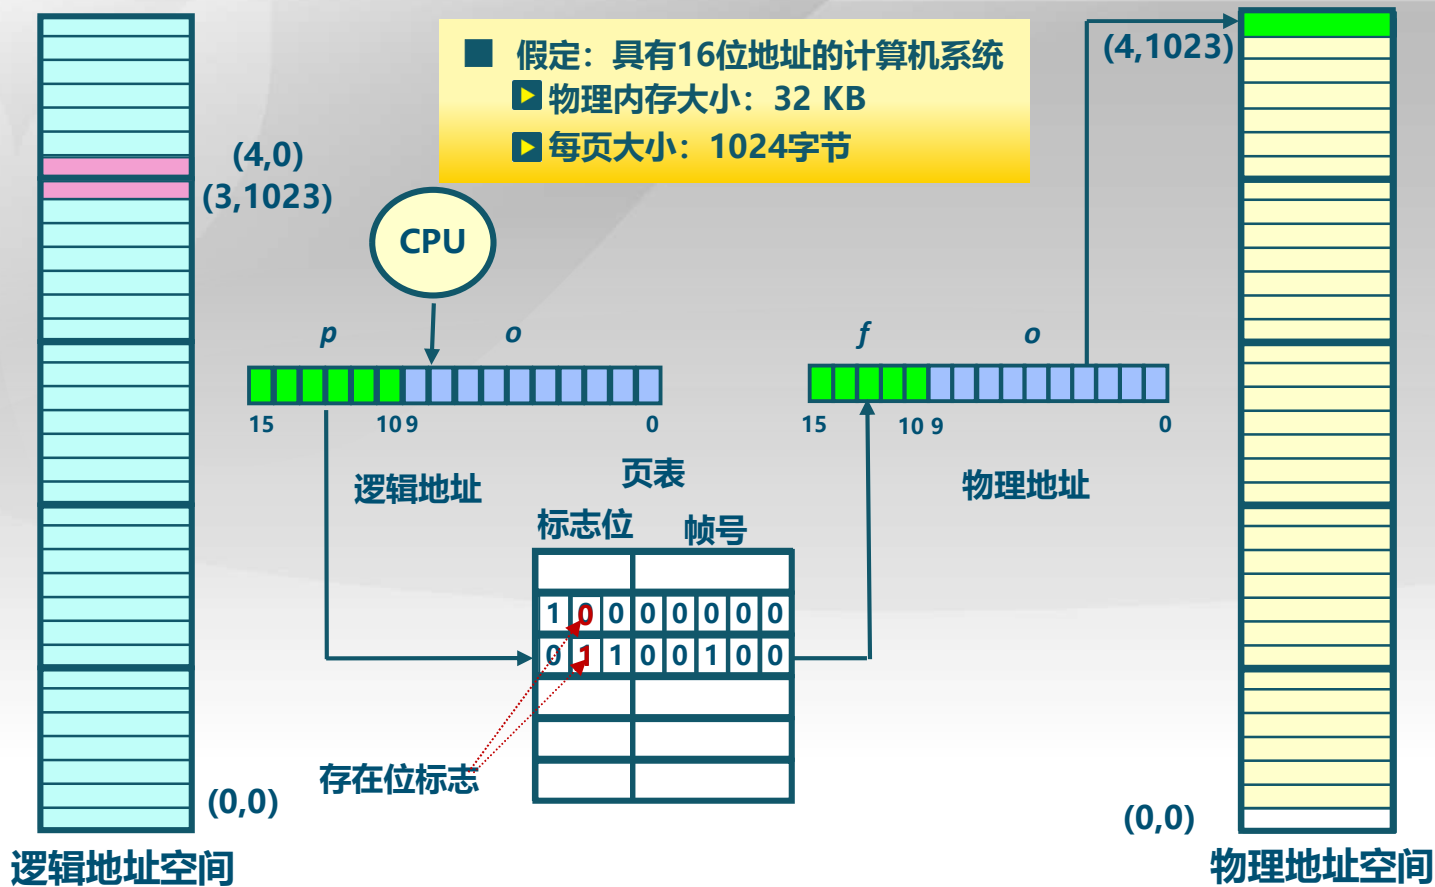 假定：具有16位地址的计算机系统
物理内存大小：32 KB
每页大小：1024字节
(4,1023)
(4,0)
(3,1023)
CPU
p
o
f
o
15
10 9
0
15
10 9
0
逻辑地址
页表
物理地址
标志位
帧号
1 0 0 0 0 0 0 0
0 1 1 0 0 1 0 0
存在位标志
(0,0)
(0,0)
逻辑地址空间
物理地址空间